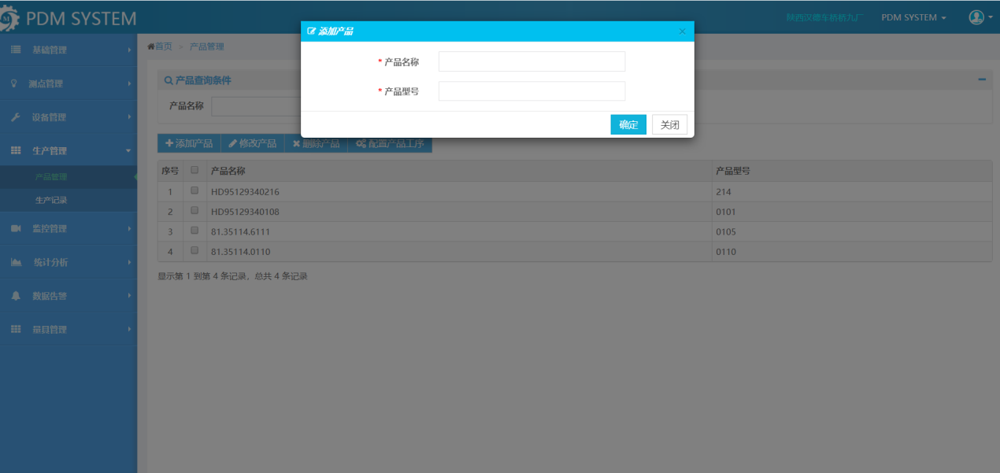 PDM SYSTEM
陕西汉德车桥桥九厂 PDM SYSTEM
基础管理
测点管理
设备管理
生产管理
产品管理
生产记录
监控管理
统计分析
数据告警
量具管理
首页 > 产品管理
产品查询条件
产品名称
添加产品 ×
* 产品名称
* 产品型号
确定 关闭
添加产品 修改产品 删除产品 配置产品工序
序号 产品名称 产品型号
1 HD95129340216 214
2 HD95129340108 0101
3 81.35114.6111 0105
4 81.35114.0110 0110
显示第 1 到第 4 条记录，总共 4 条记录